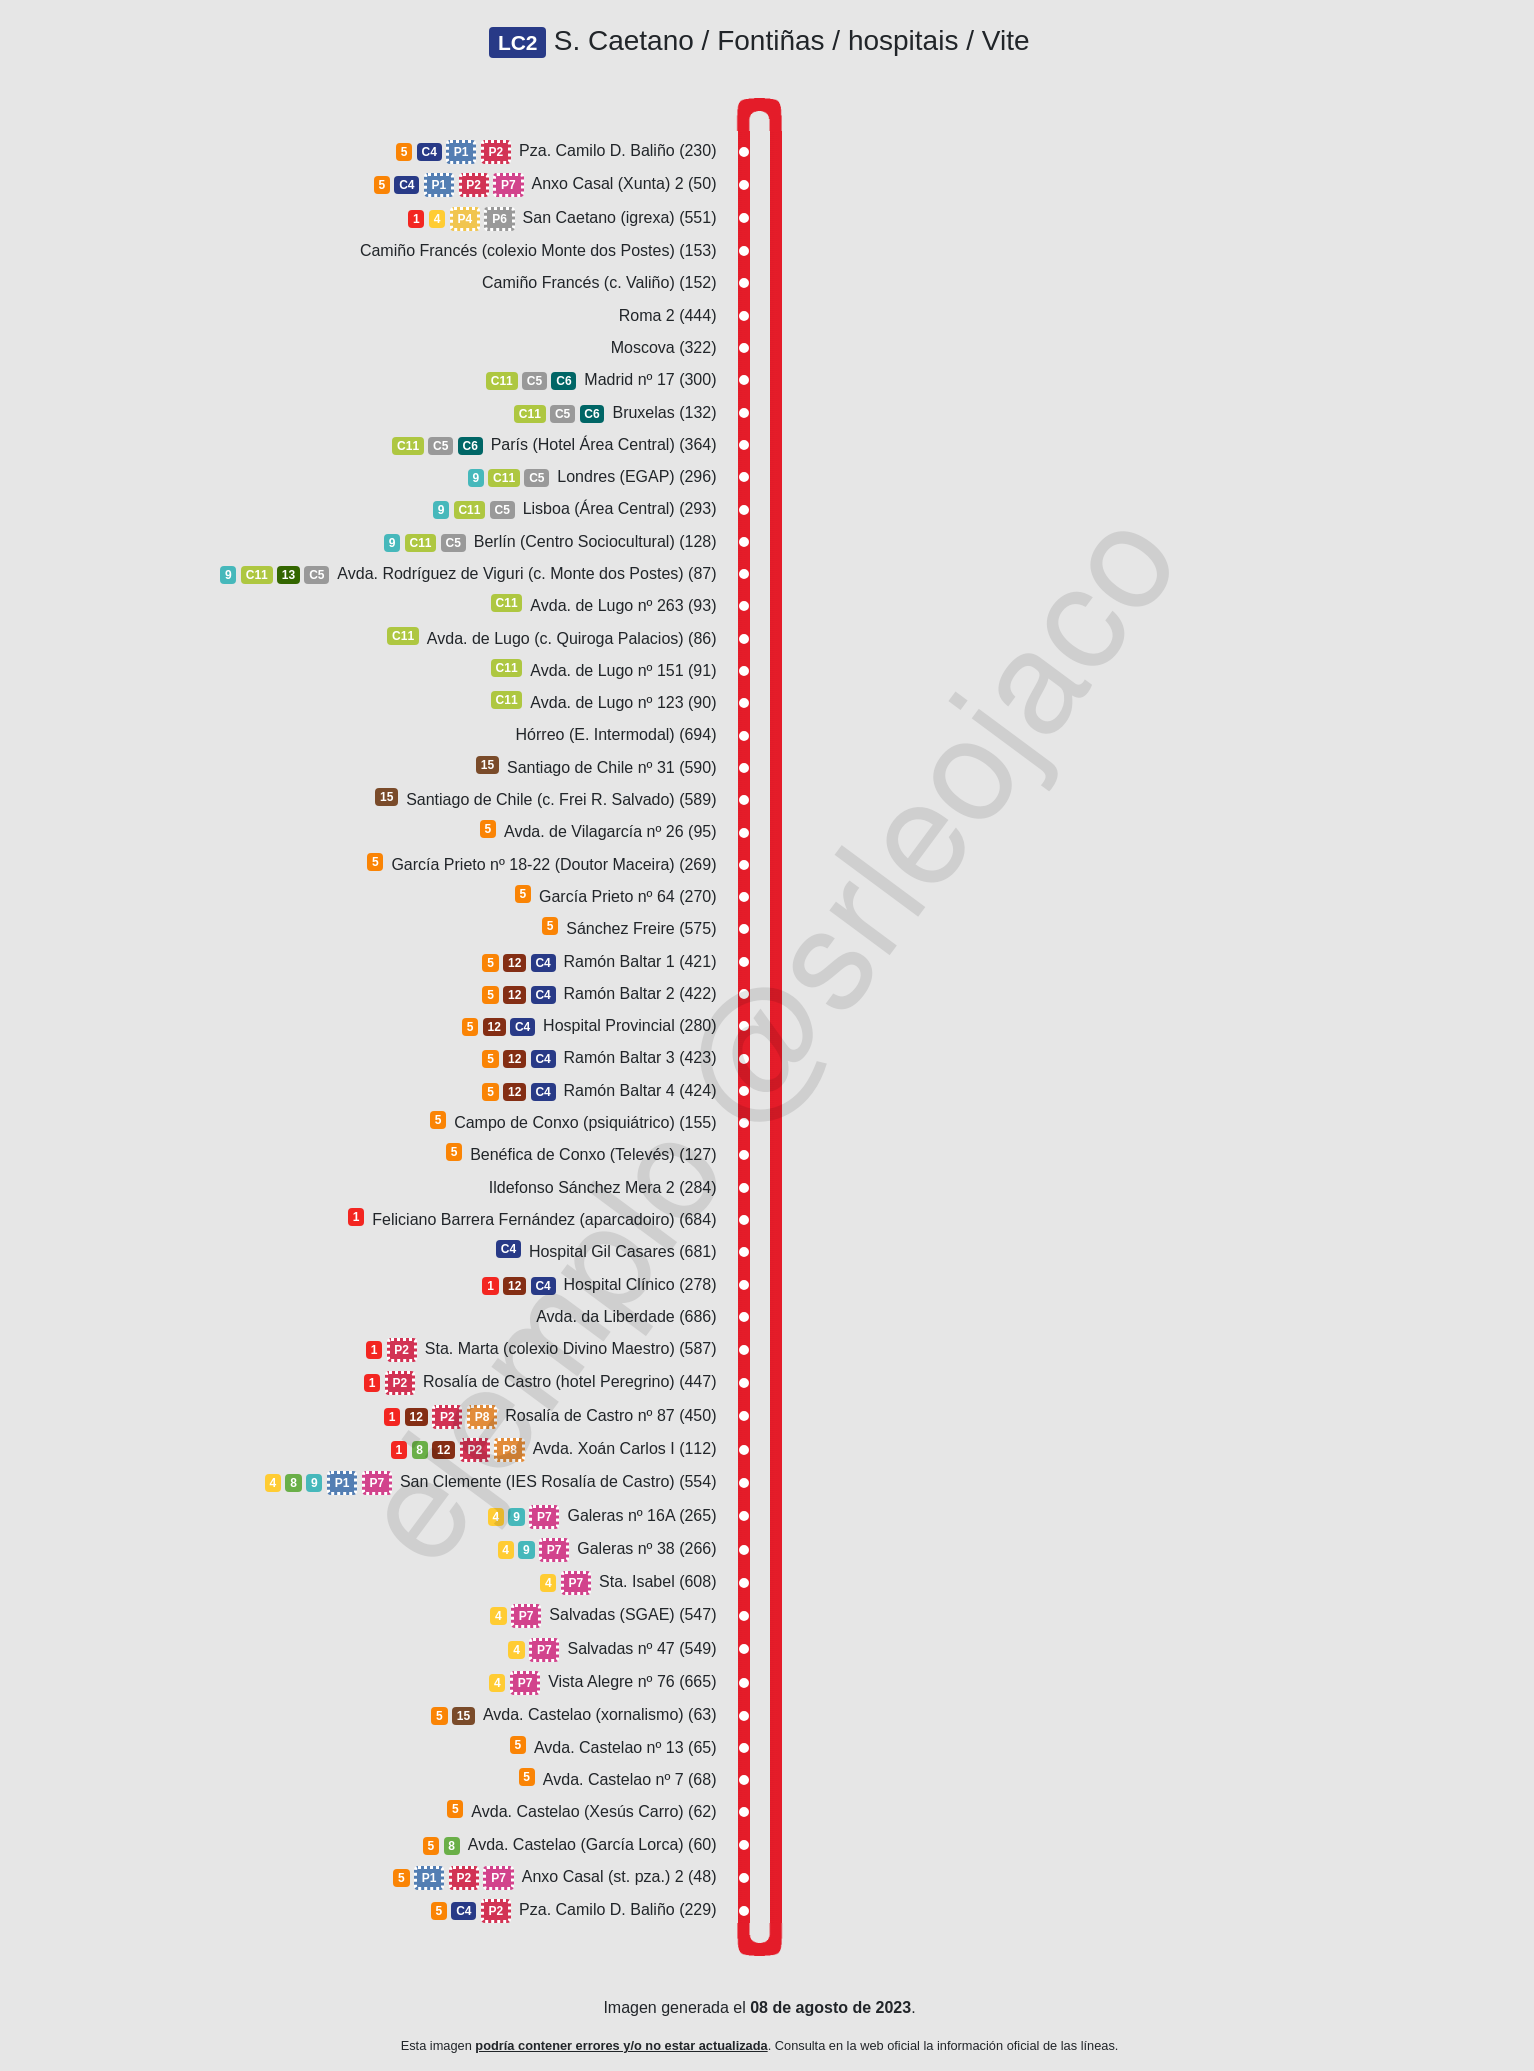 LC2 S. Caetano / Fontiñas / hospitais / Vite
5 C4 P1 P2 Pza. Camilo D. Baliño (230)
5 C4 P1 P2 P7 Anxo Casal (Xunta) 2 (50)
1 4 P4 P6 San Caetano (igrexa) (551)
Camiño Francés (colexio Monte dos Postes) (153)
Camiño Francés (c. Valiño) (152)
Roma 2 (444)
Moscova (322)
C11 C5 C6 Madrid nº 17 (300)
C11 C5 C6 Bruxelas (132)
C11 C5 C6 París (Hotel Área Central) (364)
9 C11 C5 Londres (EGAP) (296)
9 C11 C5 Lisboa (Área Central) (293)
9 C11 C5 Berlín (Centro Sociocultural) (128)
9 C11 13 C5 Avda. Rodríguez de Viguri (c. Monte dos Postes) (87)
C11 Avda. de Lugo nº 263 (93)
C11 Avda. de Lugo (c. Quiroga Palacios) (86)
C11 Avda. de Lugo nº 151 (91)
C11 Avda. de Lugo nº 123 (90)
Hórreo (E. Intermodal) (694)
15 Santiago de Chile nº 31 (590)
15 Santiago de Chile (c. Frei R. Salvado) (589)
5 Avda. de Vilagarcía nº 26 (95)
5 García Prieto nº 18-22 (Doutor Maceira) (269)
5 García Prieto nº 64 (270)
5 Sánchez Freire (575)
5 12 C4 Ramón Baltar 1 (421)
5 12 C4 Ramón Baltar 2 (422)
5 12 C4 Hospital Provincial (280)
5 12 C4 Ramón Baltar 3 (423)
5 12 C4 Ramón Baltar 4 (424)
5 Campo de Conxo (psiquiátrico) (155)
5 Benéfica de Conxo (Televés) (127)
Ildefonso Sánchez Mera 2 (284)
1 Feliciano Barrera Fernández (aparcadoiro) (684)
C4 Hospital Gil Casares (681)
1 12 C4 Hospital Clínico (278)
Avda. da Liberdade (686)
1 P2 Sta. Marta (colexio Divino Maestro) (587)
1 P2 Rosalía de Castro (hotel Peregrino) (447)
1 12 P2 P8 Rosalía de Castro nº 87 (450)
1 8 12 P2 P8 Avda. Xoán Carlos I (112)
4 8 9 P1 P7 San Clemente (IES Rosalía de Castro) (554)
4 9 P7 Galeras nº 16A (265)
4 9 P7 Galeras nº 38 (266)
4 P7 Sta. Isabel (608)
4 P7 Salvadas (SGAE) (547)
4 P7 Salvadas nº 47 (549)
4 P7 Vista Alegre nº 76 (665)
5 15 Avda. Castelao (xornalismo) (63)
5 Avda. Castelao nº 13 (65)
5 Avda. Castelao nº 7 (68)
5 Avda. Castelao (Xesús Carro) (62)
5 8 Avda. Castelao (García Lorca) (60)
5 P1 P2 P7 Anxo Casal (st. pza.) 2 (48)
5 C4 P2 Pza. Camilo D. Baliño (229)
ejemplo @srleojaco
Imagen generada el 08 de agosto de 2023.
Esta imagen podría contener errores y/o no estar actualizada. Consulta en la web oficial la información oficial de las líneas.